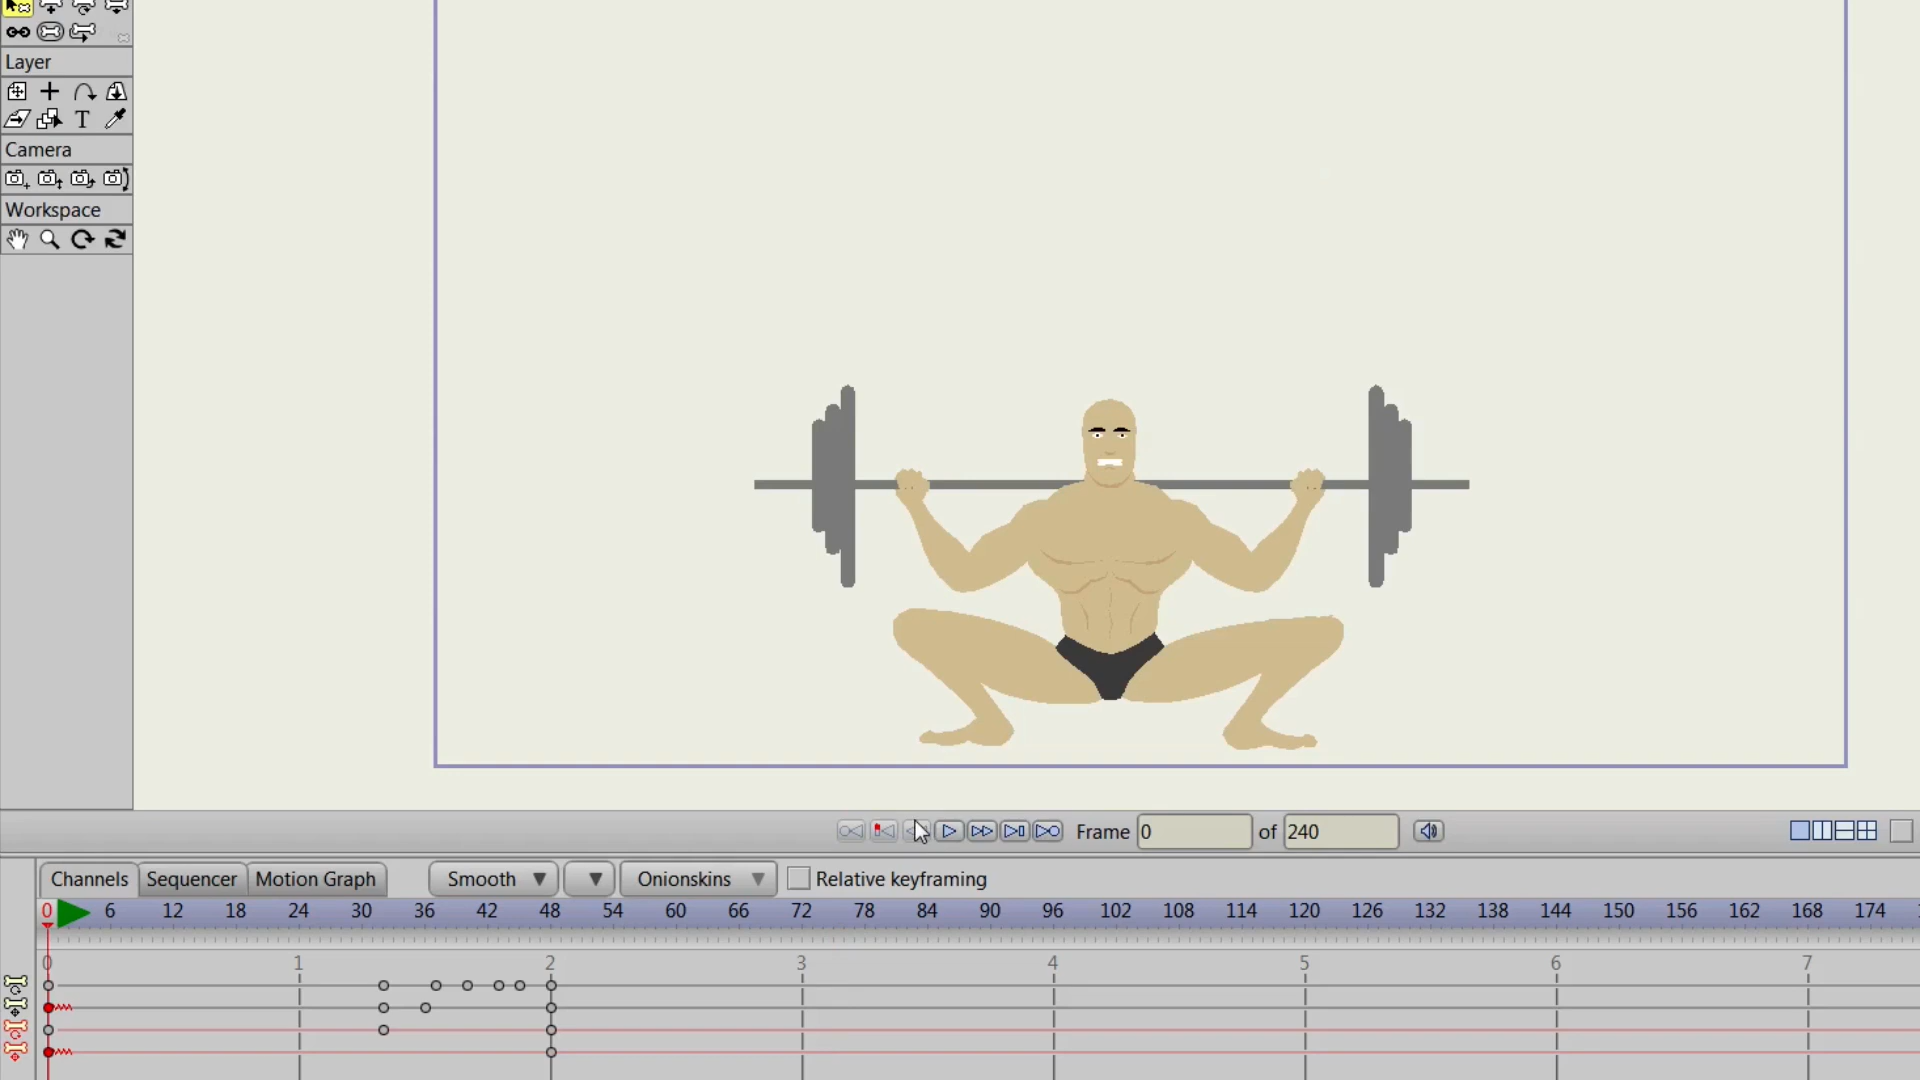 Layer
T
Camera
Workspace
Frame 0 of 240
Channels Sequencer Motion Graph Smooth Onionskins Relative keyframing
0 6 12 18 24 30 36 42 48 54 60 66 72 78 84 90 96 102 108 114 120 126 132 138 144 150 156 162 168 174
0 1 2 3 4 5 6 7